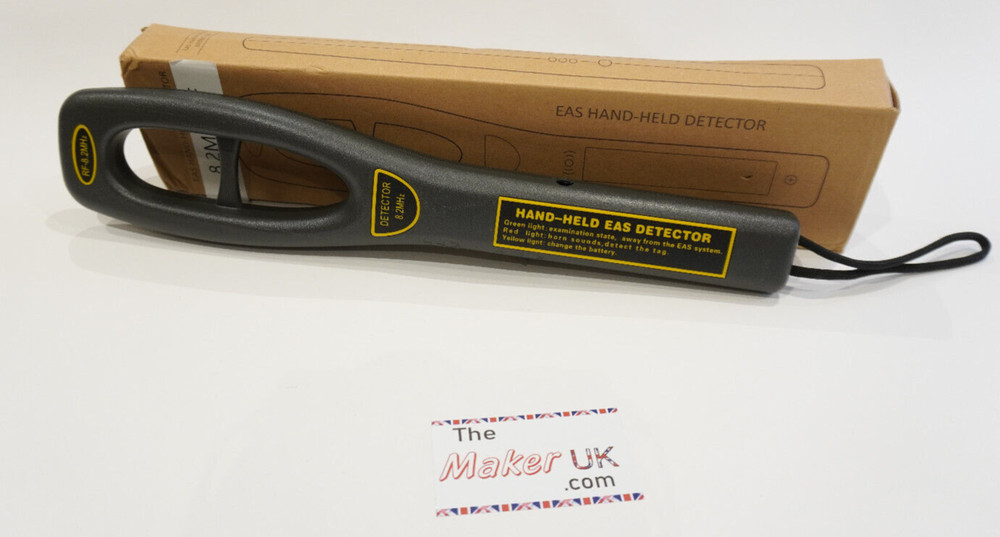 EAS HAND-HELD DETECTOR
8.2M
RF-8.2MHz
DETECTOR
8.2MHz
HAND-HELD EAS DETECTOR
Green light: examination state, away from the EAS system.
Red light: horn sounds,detect the tag.
Yellow light: change the battery.
The
Maker UK
.com